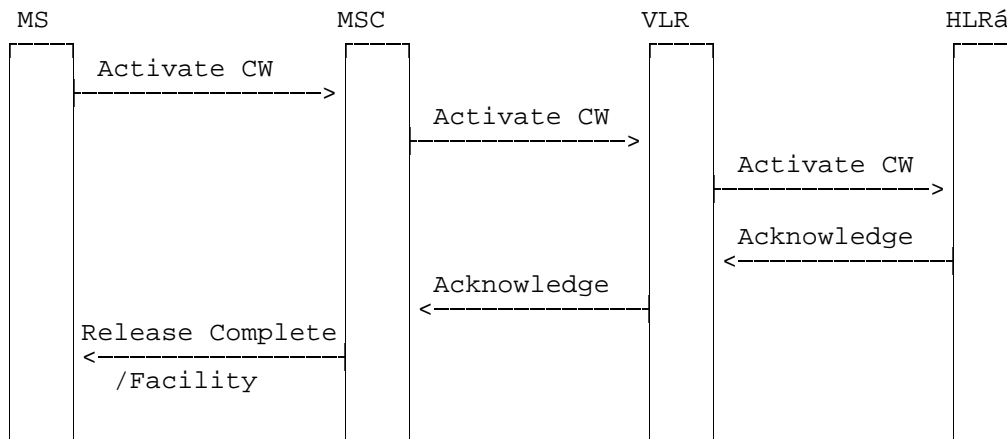 MS MSC VLR HLRá
Activate CW
Activate CW
Activate CW
Acknowledge
Acknowledge
Release Complete
/Facility